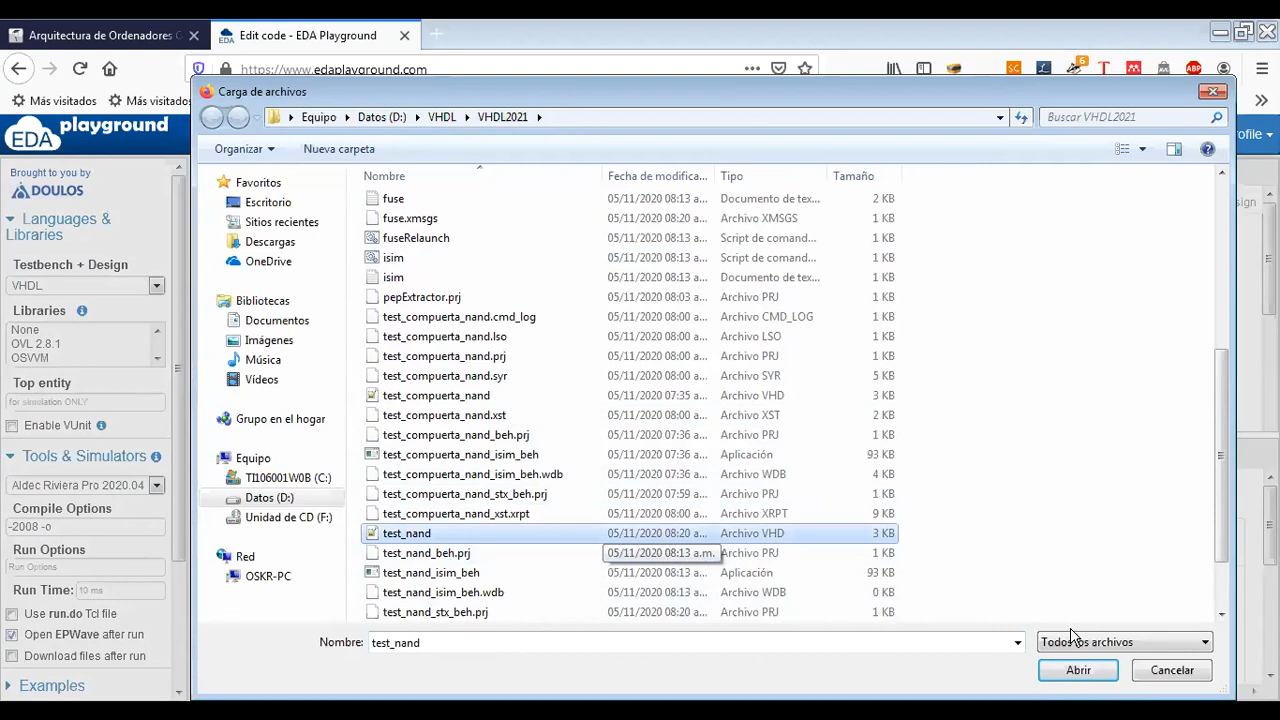 Arquitectura de Ordenadores
Edit code - EDA Playground
https://www.edaplayground.com
6
Más visitados
Más visitados
Carga de archivos
Equipo
Datos (D:)
VHDL
VHDL2021
Buscar VHDL2021
EDA playground
Organizar
Nueva carpeta
rofile
Nombre
Fecha de modifica...
Tipo
Tamaño
Brought to you by
DOULOS
Languages &
Libraries
Testbench + Design
VHDL
Libraries
None
OVL 2.8.1
OSVVM
Top entity
for simulation ONLY
Enable VUnit
Tools & Simulators
Aldec Riviera Pro 2020.04
Compile Options
-2008 -o
Run Options
Run Options
Run Time: 10 ms
Use run.do Tcl file
Open EPWave after run
Download files after run
Examples
Favoritos
Escritorio
Sitios recientes
Descargas
OneDrive
Bibliotecas
Documentos
Imágenes
Música
Vídeos
Grupo en el hogar
Equipo
TI106001W0B (C:)
Datos (D:)
Unidad de CD (F:)
Red
OSKR-PC
fuse 05/11/2020 08:13 a... Documento de tex... 2 KB
fuse.xmsgs 05/11/2020 08:20 a... Archivo XMSGS 1 KB
fuseRelaunch 05/11/2020 08:13 a... Script de comand... 1 KB
isim 05/11/2020 08:13 a... Script de comand... 1 KB
isim 05/11/2020 08:13 a... Documento de tex... 1 KB
pepExtractor.prj 05/11/2020 08:03 a... Archivo PRJ 1 KB
test_compuerta_nand.cmd_log 05/11/2020 08:00 a... Archivo CMD_LOG 1 KB
test_compuerta_nand.lso 05/11/2020 08:00 a... Archivo LSO 1 KB
test_compuerta_nand.prj 05/11/2020 08:00 a... Archivo PRJ 1 KB
test_compuerta_nand.syr 05/11/2020 08:00 a... Archivo SYR 5 KB
test_compuerta_nand 05/11/2020 07:35 a... Archivo VHD 3 KB
test_compuerta_nand.xst 05/11/2020 08:00 a... Archivo XST 2 KB
test_compuerta_nand_beh.prj 05/11/2020 07:36 a... Archivo PRJ 1 KB
test_compuerta_nand_isim_beh 05/11/2020 07:36 a... Aplicación 93 KB
test_compuerta_nand_isim_beh.wdb 05/11/2020 07:36 a... Archivo WDB 4 KB
test_compuerta_nand_stx_beh.prj 05/11/2020 07:59 a... Archivo PRJ 1 KB
test_compuerta_nand_xst.xrpt 05/11/2020 08:00 a... Archivo XRPT 9 KB
test_nand 05/11/2020 08:20 a... Archivo VHD 3 KB
test_nand_beh.prj 05/11/2020 08:13 a.m. Archivo PRJ 1 KB
test_nand_isim_beh 05/11/2020 08:13 a... Aplicación 93 KB
test_nand_isim_beh.wdb 05/11/2020 08:13 a... Archivo WDB 0 KB
test_nand_stx_beh.prj 05/11/2020 08:20 a... Archivo PRJ 1 KB
Nombre: test_nand
Todos los archivos
Abrir
Cancelar